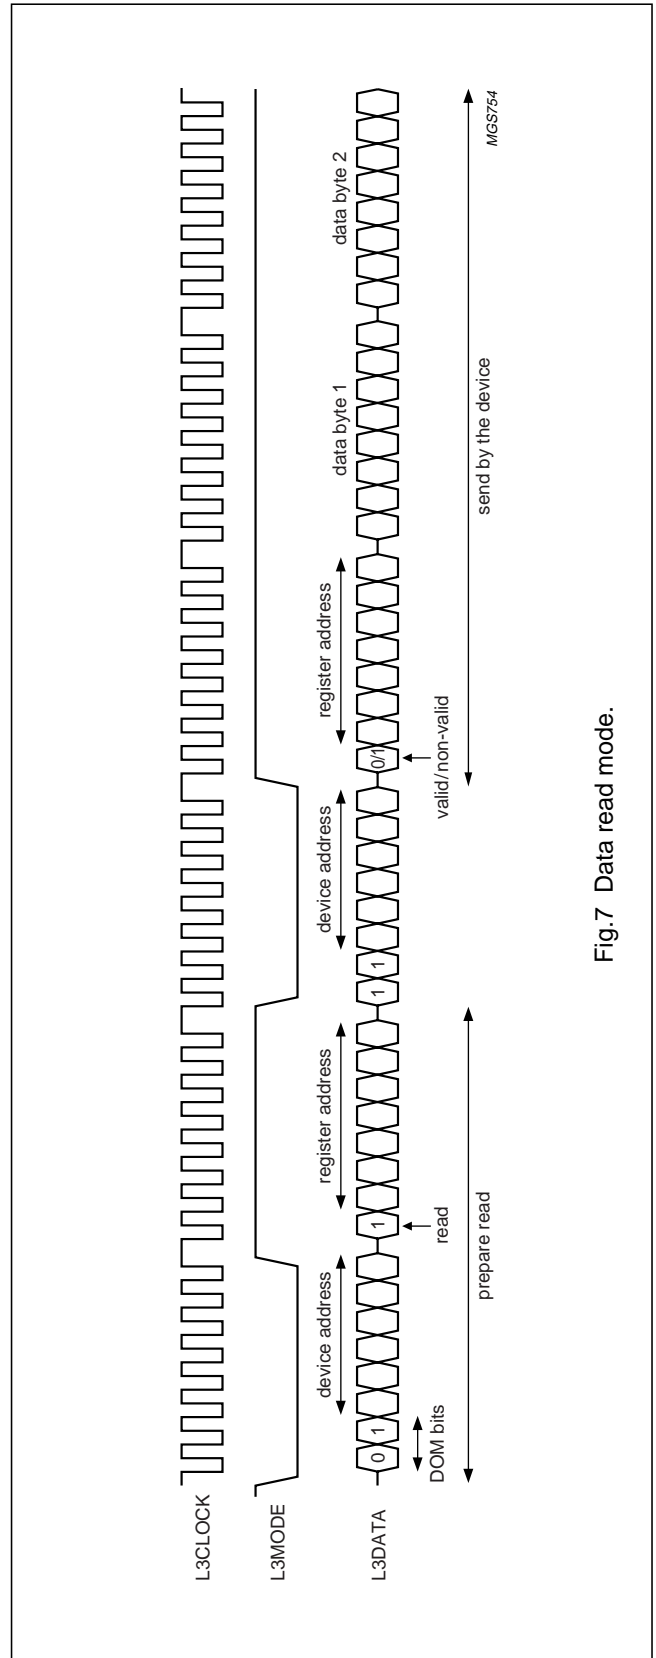 L3CLOCK
L3MODE
L3DATA
device address
register address
device address
register address
data byte 1
data byte 2
0 1
1
1 1
0/1
DOM bits
read
valid/non-valid
prepare read
send by the device
MGS754
Fig.7 Data read mode.